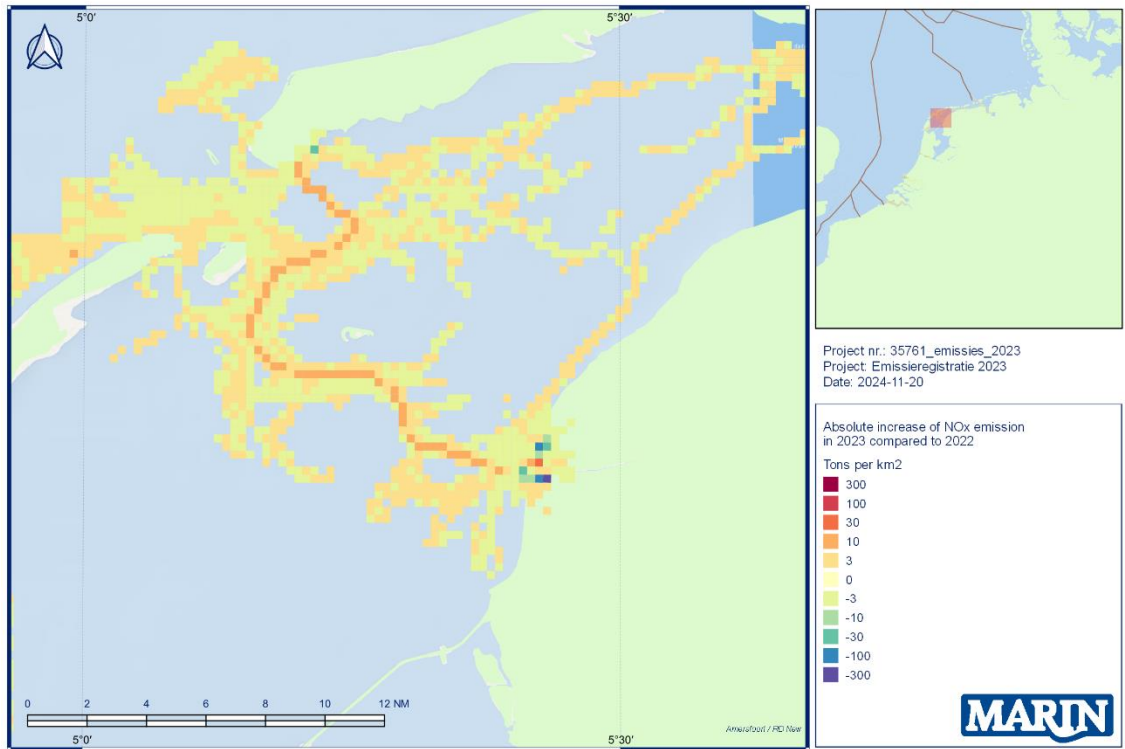 5°0'
5°30'
0
2
4
6
8
10
12 NM
Amersfoort / RD New
5°0'
5°30'
Project nr.: 35761_emissies_2023
Project: Emissieregistratie 2023
Date: 2024-11-20
Absolute increase of NOx emission
in 2023 compared to 2022
Tons per km2
300
100
30
10
3
0
-3
-10
-30
-100
-300
MARIN